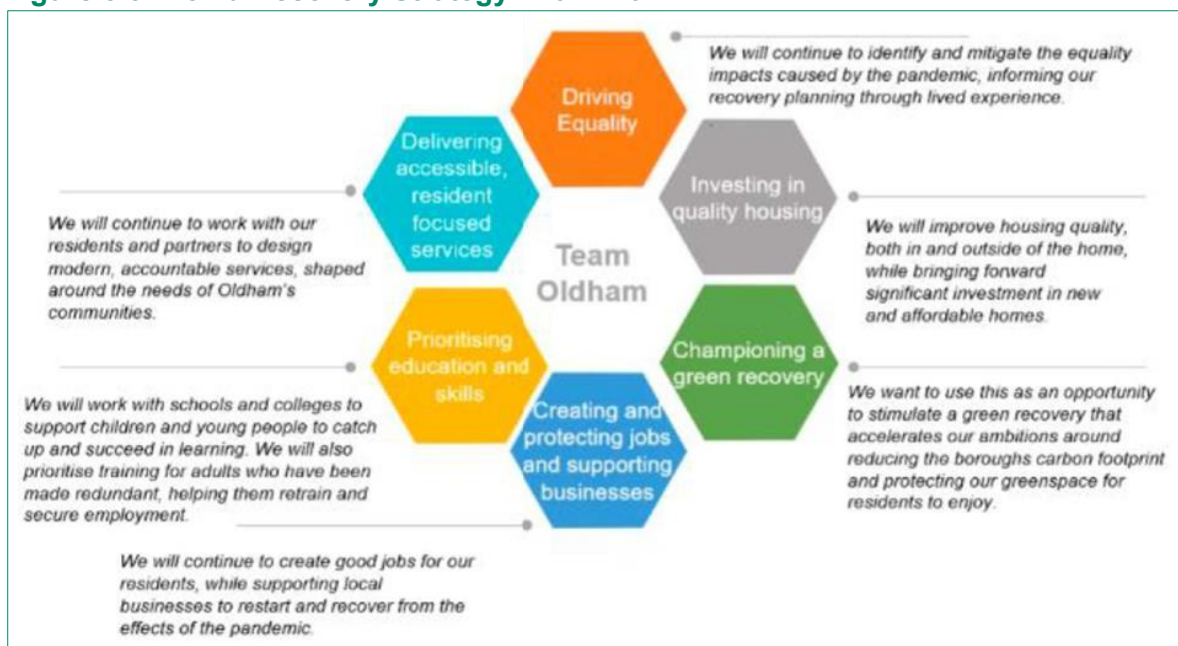 Driving
Equality
We will continue to identify and mitigate the equality
impacts caused by the pandemic, informing our
recovery planning through lived experience.
Investing in
quality housing
We will improve housing quality,
both in and outside of the home,
while bringing forward
significant investment in new
and affordable homes.
Championing a
green recovery
We want to use this as an opportunity
to stimulate a green recovery that
accelerates our ambitions around
reducing the boroughs carbon footprint
and protecting our greenspace for
residents to enjoy.
Creating and
protecting jobs
and supporting
businesses
We will continue to create good jobs for our
residents, while supporting local
businesses to restart and recover from the
effects of the pandemic.
Prioritising
education and
skills
We will work with schools and colleges to
support children and young people to catch
up and succeed in learning. We will also
prioritise training for adults who have been
made redundant, helping them retrain and
secure employment.
Delivering
accessible,
resident
focused
services
We will continue to work with our
residents and partners to design
modern, accountable services, shaped
around the needs of Oldham's
communities.
Team
Oldham